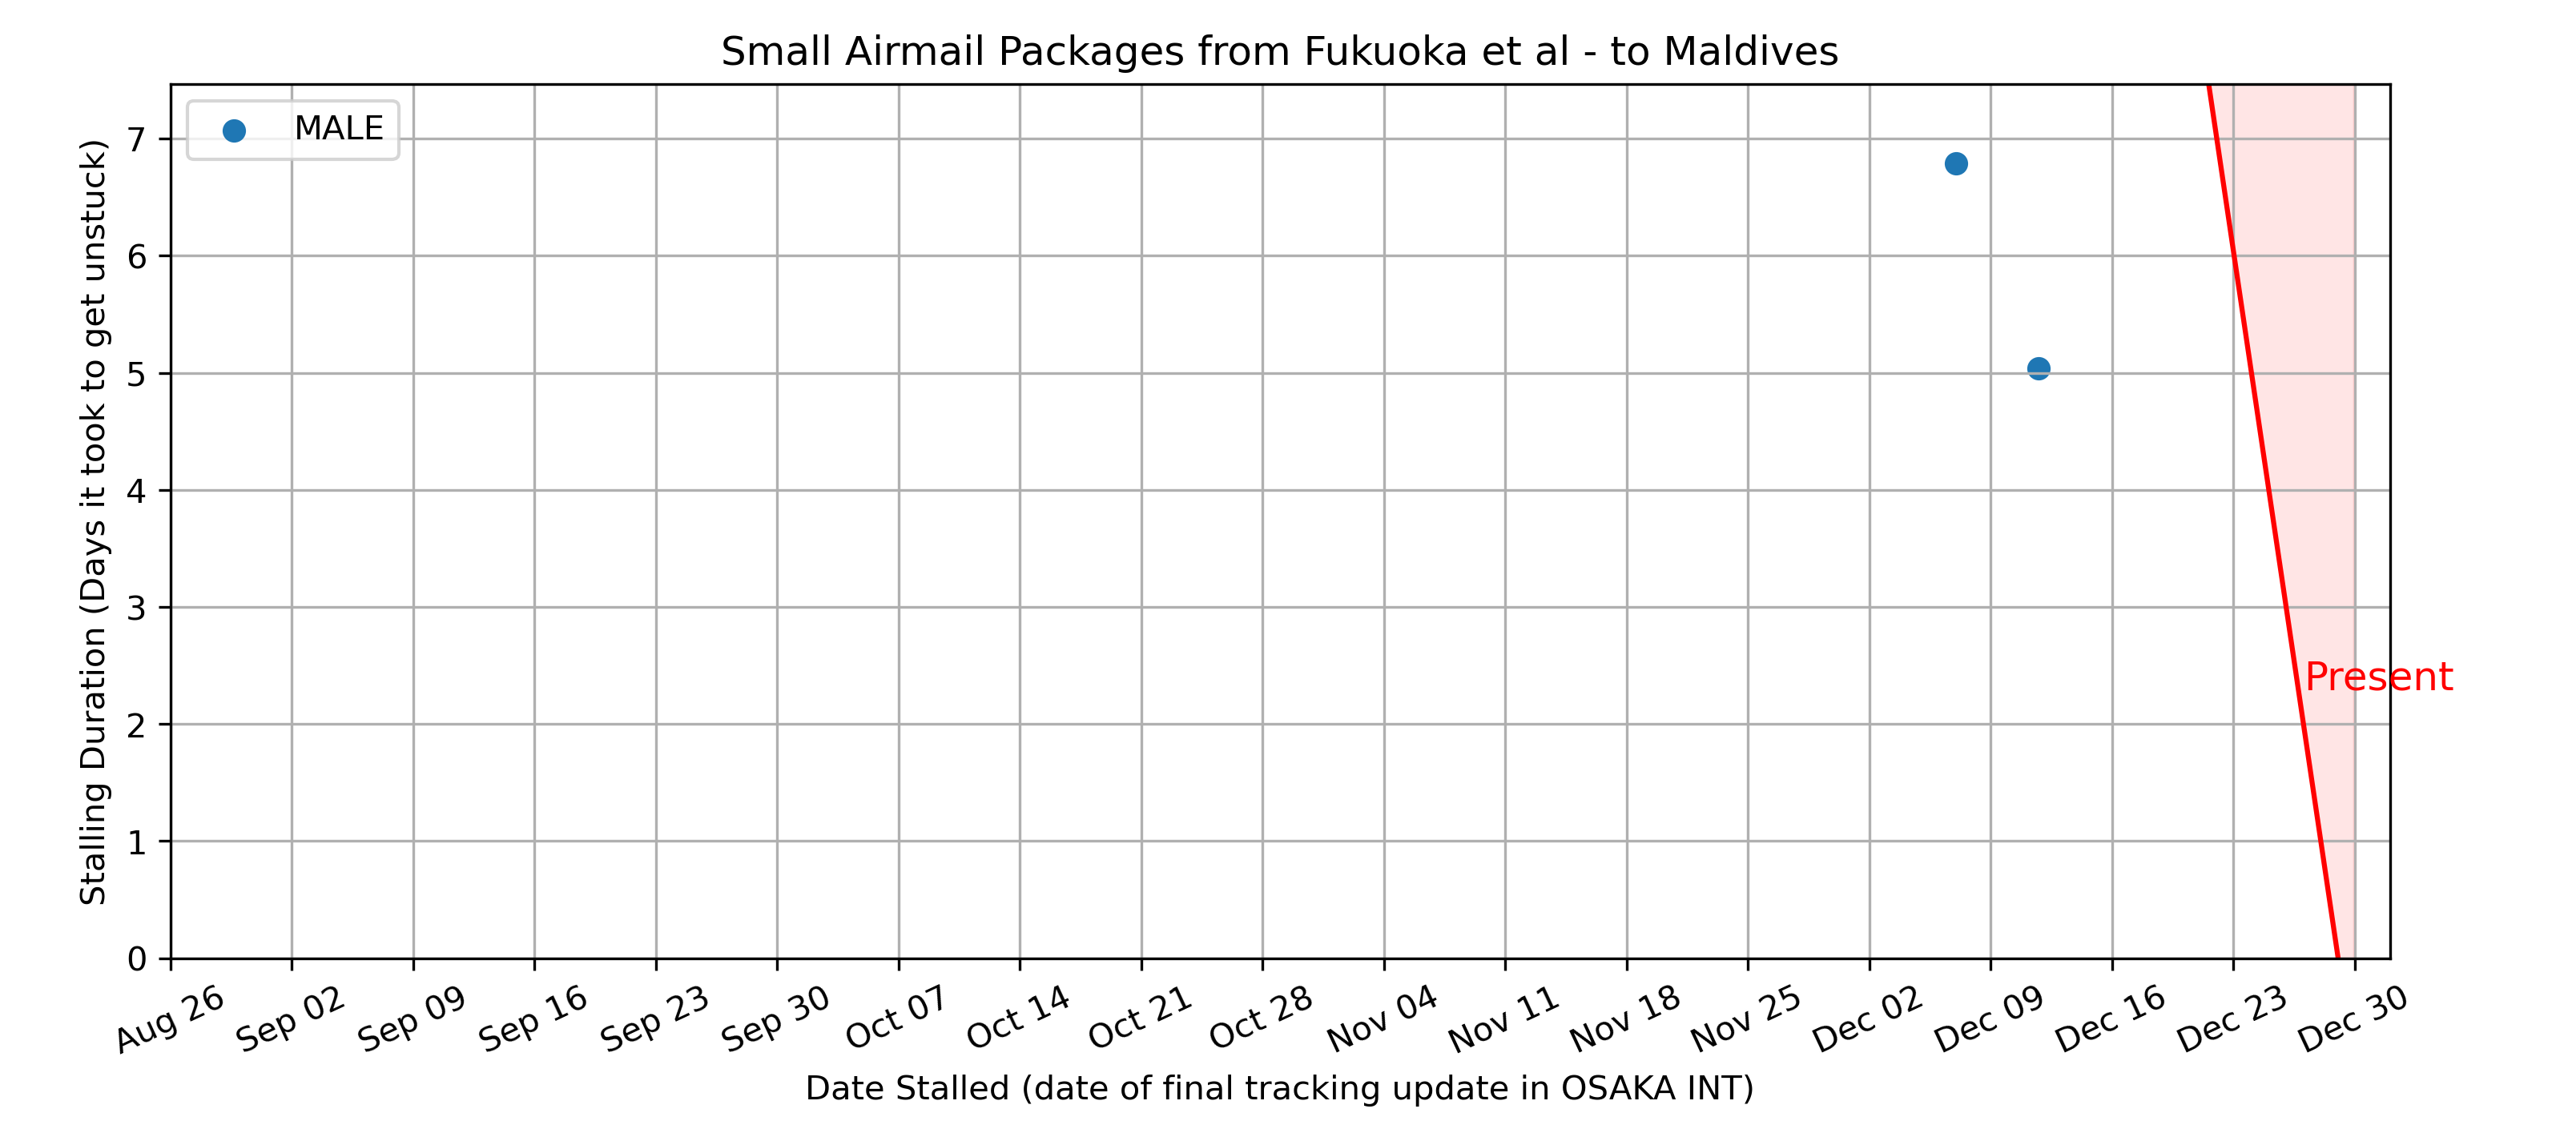 Small Airmail Packages from Fukuoka et al - to Maldives
MALE
Stalling Duration (Days it took to get unstuck)
7
6
5
4
3
2
1
0
Present
Aug 26
Sep 02
Sep 09
Sep 16
Sep 23
Sep 30
Oct 07
Oct 14
Oct 21
Oct 28
Nov 04
Nov 11
Nov 18
Nov 25
Dec 02
Dec 09
Dec 16
Dec 23
Dec 30
Date Stalled (date of final tracking update in OSAKA INT)